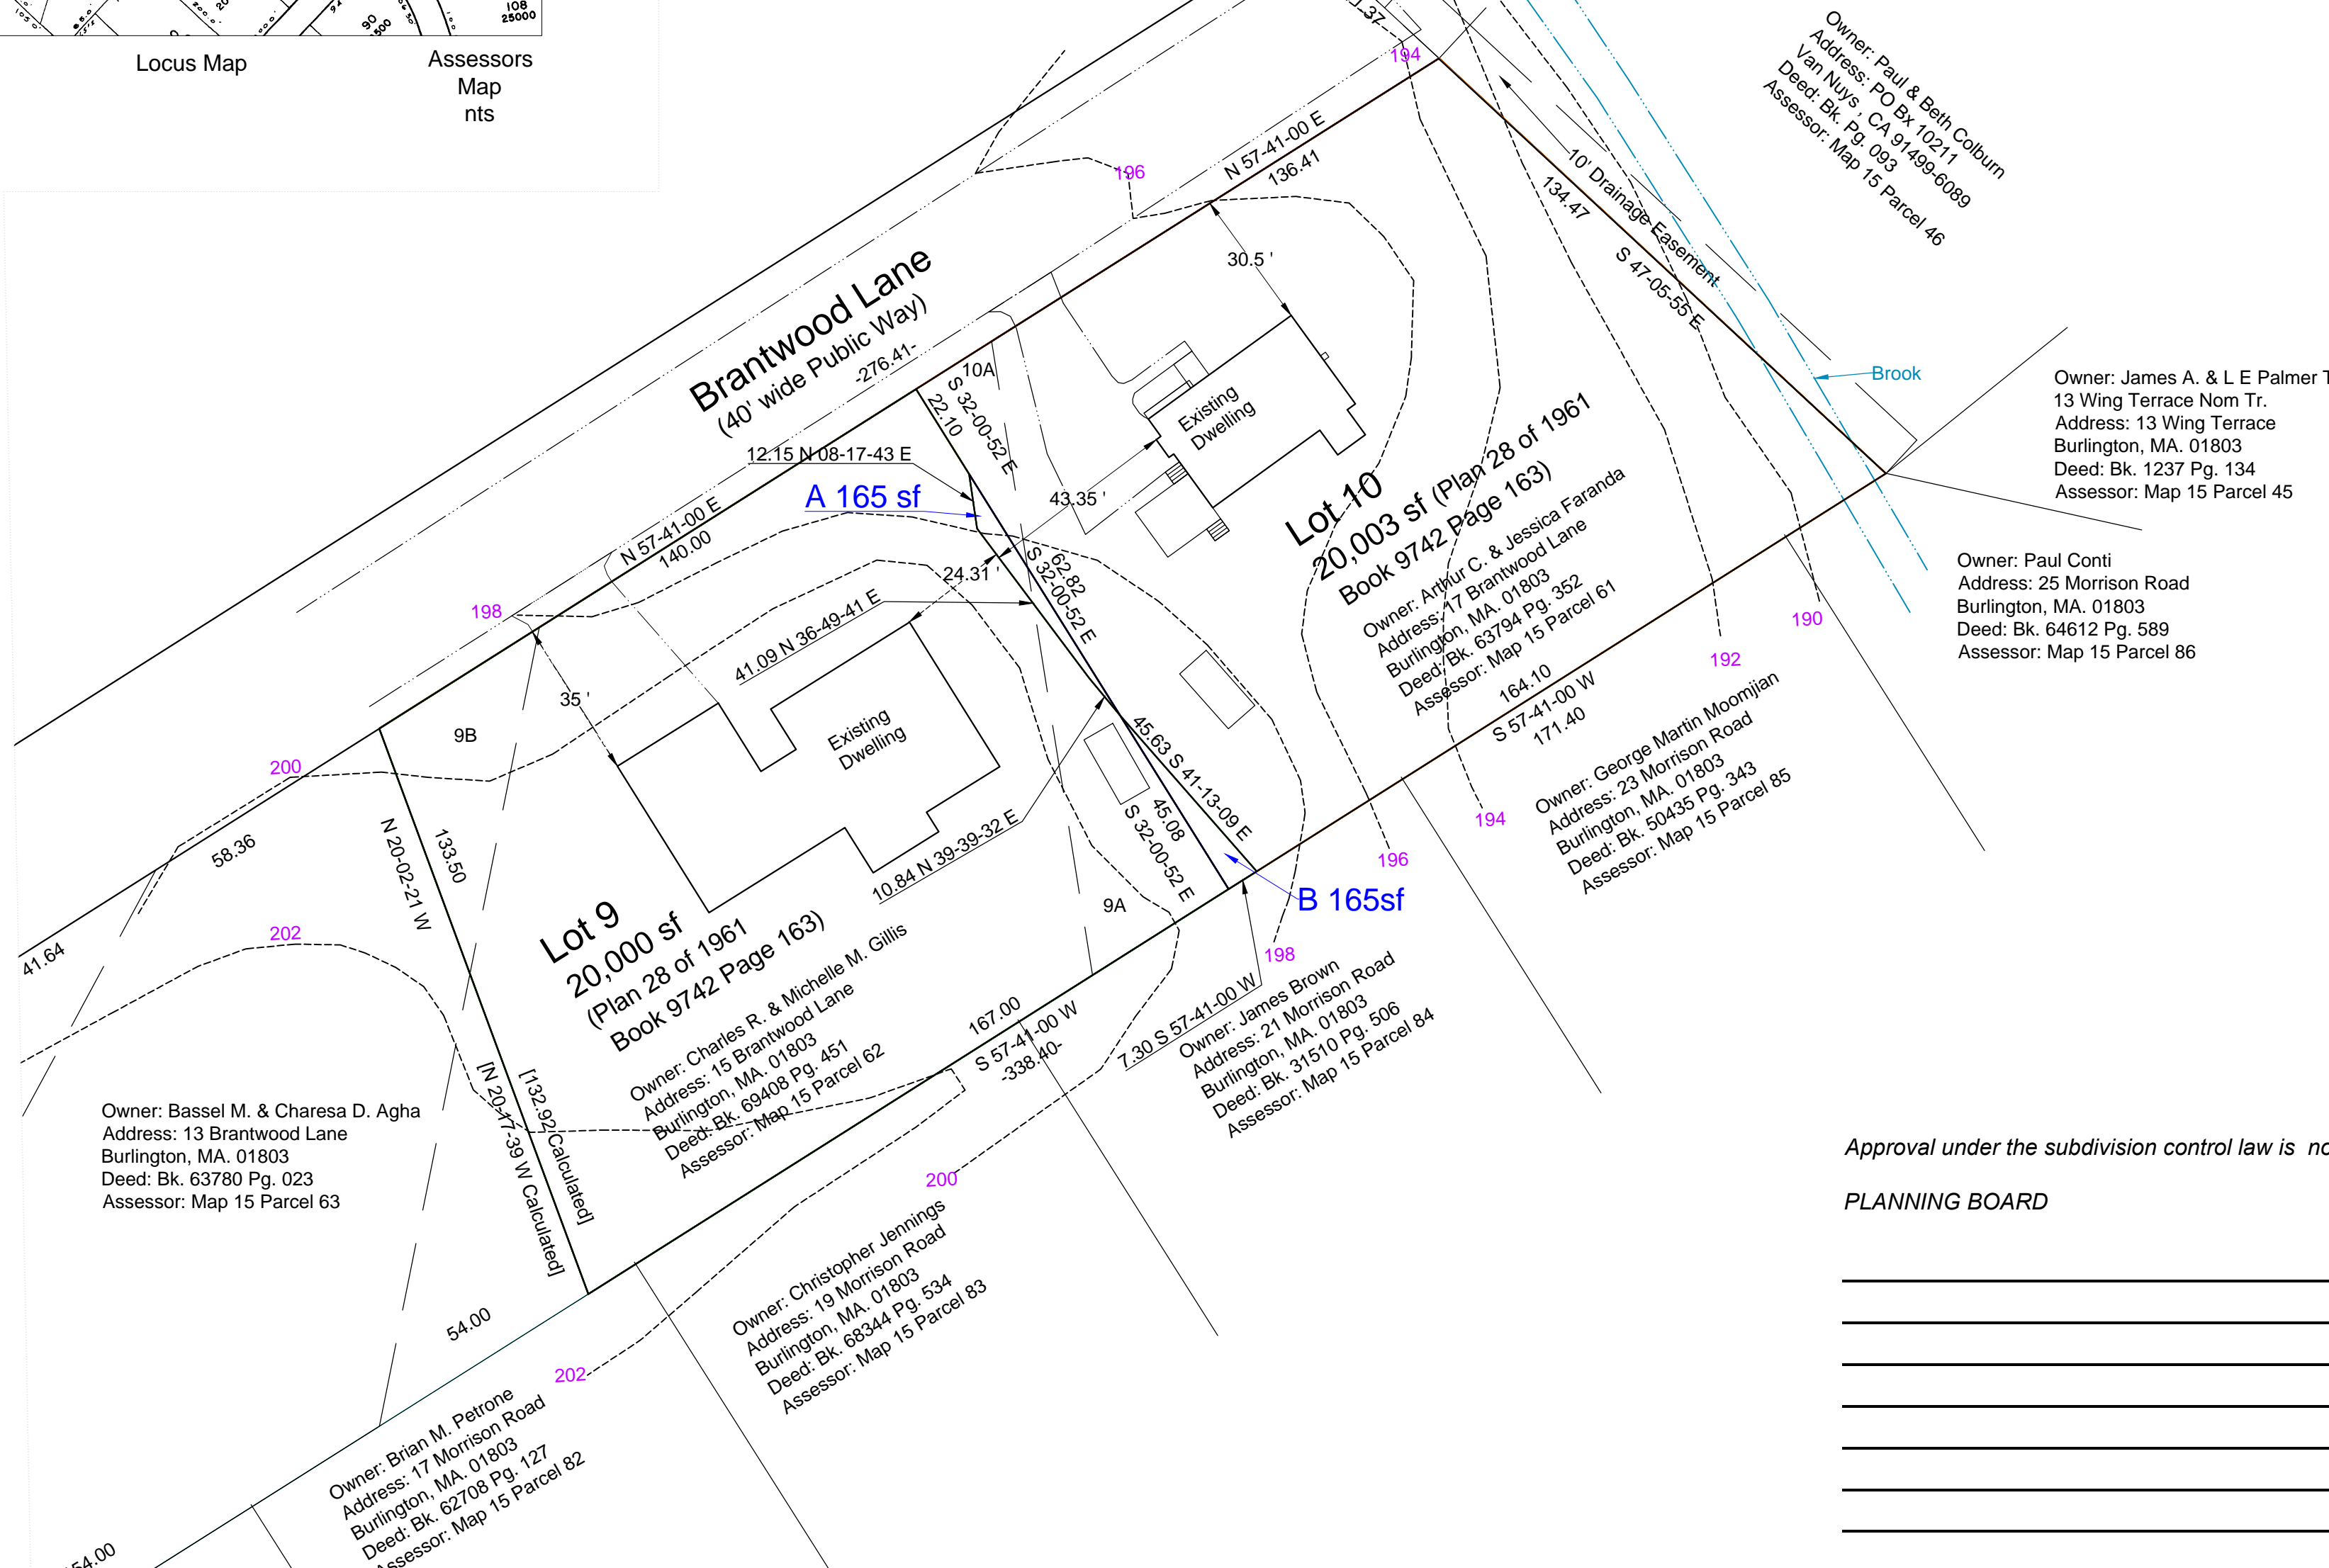 108
25000
90
Locus Map
Assessors
Map
nts
194
Owner: Paul & Beth Colburn
Address: PO Bx 10211
Van Nuys , CA 91499-6089
Deed: Bk. Pg. 093
Assessor: Map 15 Parcel 46
196
N 57-41-00 E
136.41
10' Drainage Easement
134.47
S 47-05-55 E
30.5 '
Brantwood Lane
(40' wide Public Way)
-276.41-
Brook
Owner: James A. & L E Palmer T
13 Wing Terrace Nom Tr.
Address: 13 Wing Terrace
Burlington, MA. 01803
Deed: Bk. 1237 Pg. 134
Assessor: Map 15 Parcel 45
10A
S 32-00-52 E
22.10
Existing
Dwelling
12.15 N 08-17-43 E
A 165 sf
43.35 '
Lot 10
20,003 sf (Plan 28 of 1961
Book 9742 Page 163)
Owner: Arthur C. & Jessica Faranda
Address: 17 Brantwood Lane
Burlington, MA. 01803
Deed: Bk. 63794 Pg. 352
Assessor: Map 15 Parcel 61
N 57-41-00 E
140.00
62.82
S 32-00-52 E
24.31 '
41.09 N 36-49-41 E
198
190
Owner: Paul Conti
Address: 25 Morrison Road
Burlington, MA. 01803
Deed: Bk. 64612 Pg. 589
Assessor: Map 15 Parcel 86
192
164.10
S 57-41-00 W
171.40
35 '
9B
Existing
Dwelling
200
45.63 S 41-13-09 E
45.08
S 32-00-52 E
10.84 N 39-39-32 E
194
Owner: George Martin Moomjian
Address: 23 Morrison Road
Burlington, MA. 01803
Deed: Bk. 50435 Pg. 343
Assessor: Map 15 Parcel 85
196
58.36
N 20-02-21 W
133.50
9A
B 165sf
198
202
41.64
Lot 9
20,000 sf
(Plan 28 of 1961
Book 9742 Page 163)
Owner: Charles R. & Michelle M. Gillis
Address: 15 Brantwood Lane
Burlington, MA. 01803
Deed: Bk. 69408 Pg. 451
Assessor: Map 15 Parcel 62
167.00
S 57-41-00 W
-338.40-
7.30 S 57-41-00 W
Owner: James Brown
Address: 21 Morrison Road
Burlington, MA. 01803
Deed: Bk. 31510 Pg. 506
Assessor: Map 15 Parcel 84
[132.92 Calculated]
[N 20-17-39 W Calculated]
Owner: Bassel M. & Charesa D. Agha
Address: 13 Brantwood Lane
Burlington, MA. 01803
Deed: Bk. 63780 Pg. 023
Assessor: Map 15 Parcel 63
Approval under the subdivision control law is no
PLANNING BOARD
200
Owner: Christopher Jennings
Address: 19 Morrison Road
Burlington, MA. 01803
Deed: Bk. 68344 Pg. 534
Assessor: Map 15 Parcel 83
54.00
202
Owner: Brian M. Petrone
Address: 17 Morrison Road
Burlington, MA. 01803
Deed: Bk. 62708 Pg. 127
Assessor: Map 15 Parcel 82